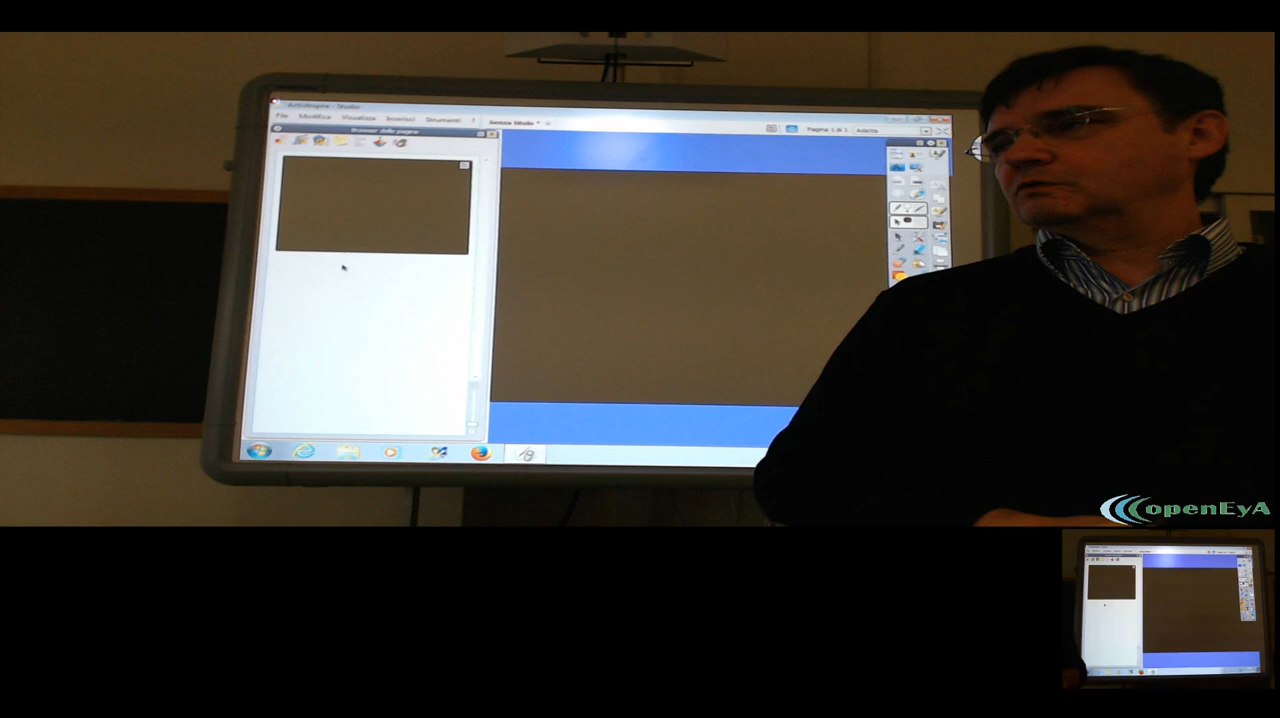 ActivInspire - Studio
File Modifica Visualizza Inserisci Strumenti ? Senza titolo * Pagina 1 di 1 Adatta
Browser delle pagine
openEyA